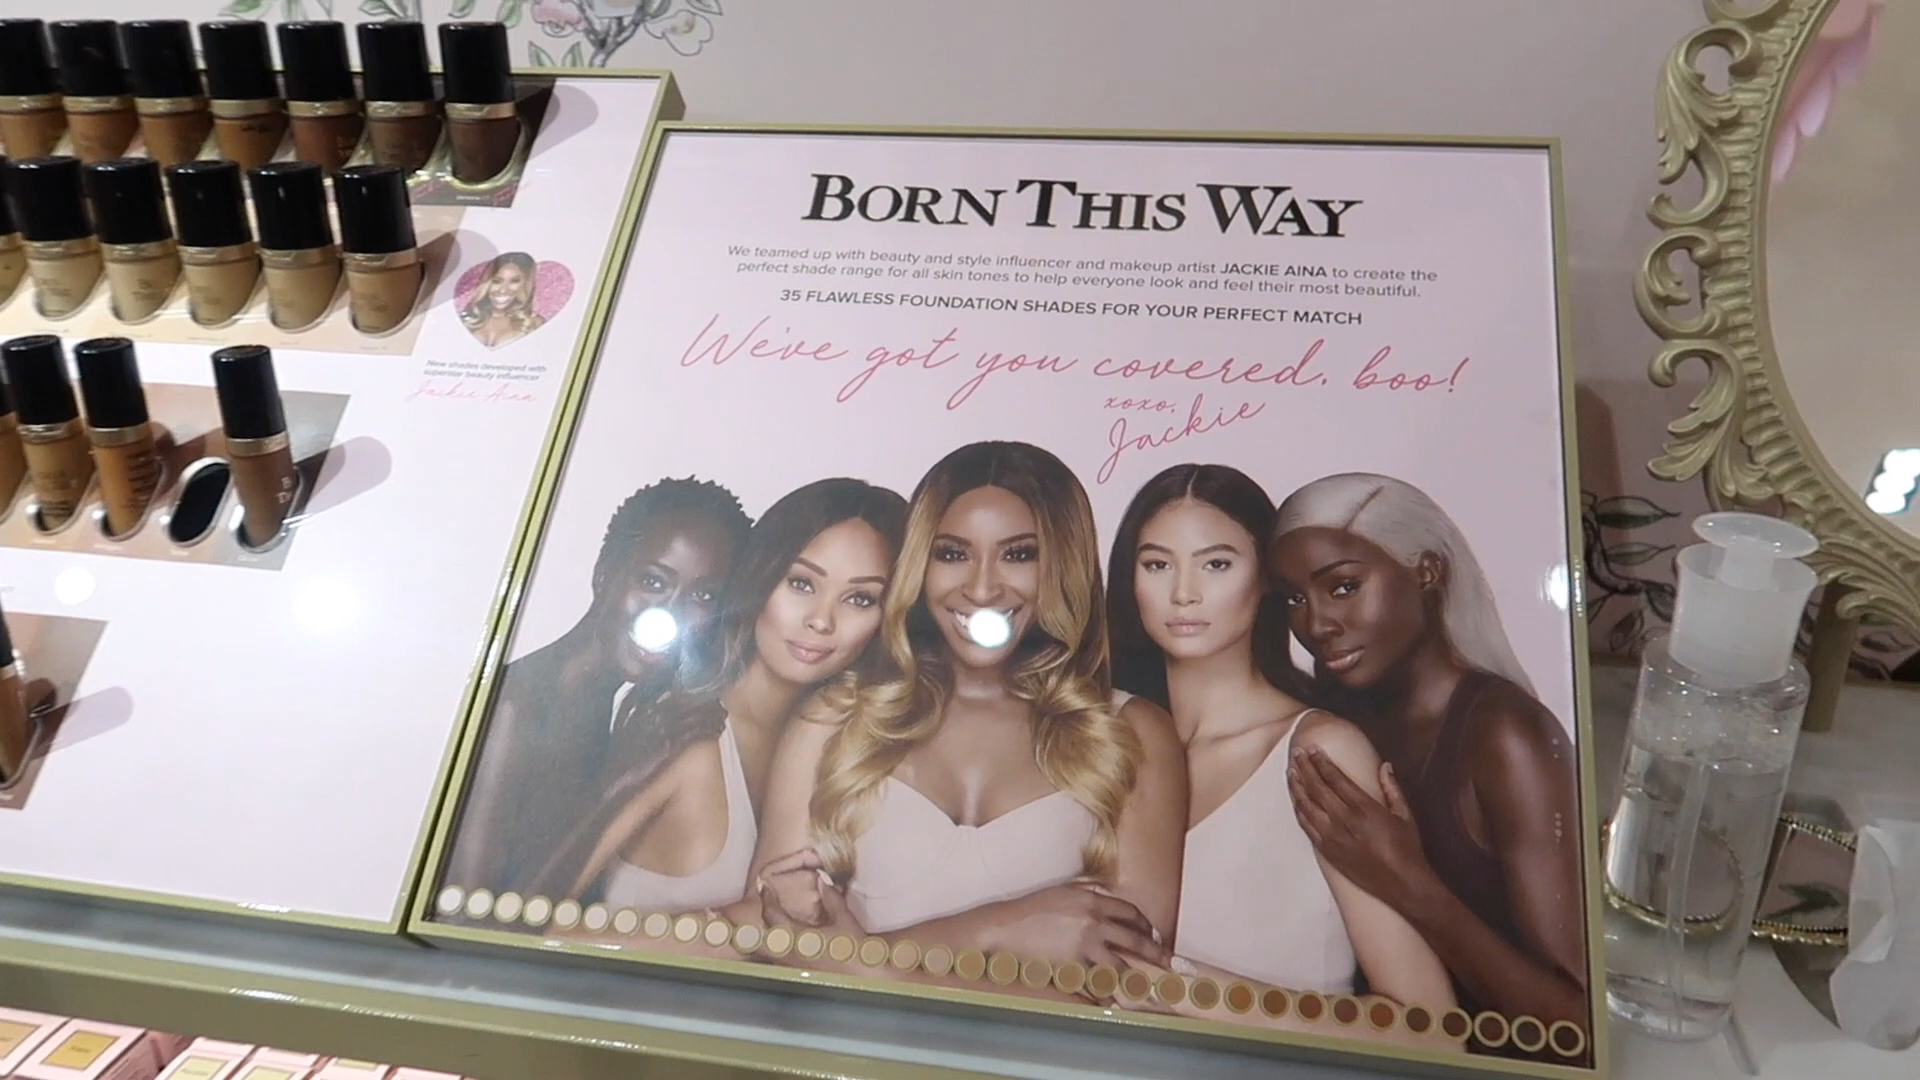 BORN THIS WAY
We teamed up with beauty and style influencer and makeup artist JACKIE AINA to create the
perfect shade range for all skin tones to help everyone look and feel their most beautiful.
35 FLAWLESS FOUNDATION SHADES FOR YOUR PERFECT MATCH
We've got you covered, boo!
xoxo,
Jackie
New shades developed with
superstar beauty influencer
Jackie Aina